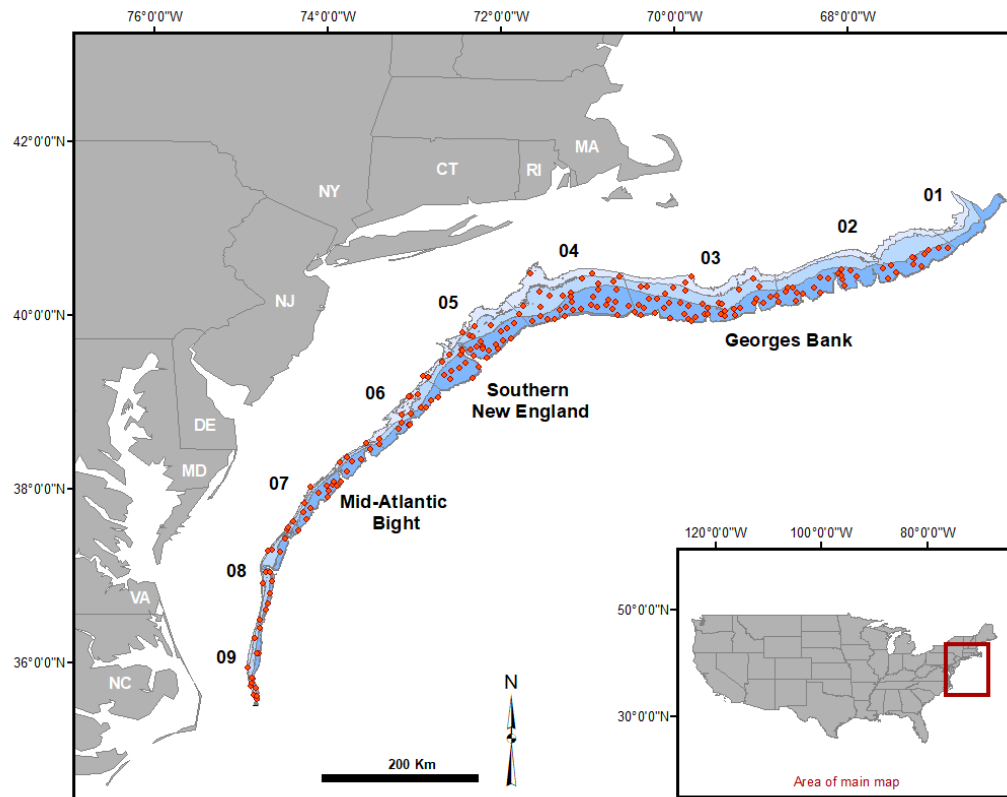 76°0'0"W 74°0'0"W 72°0'0"W 70°0'0"W 68°0'0"W
42°0'0"N
40°0'0"N
38°0'0"N
36°0'0"N
MA
CT
RI
NY
NJ
DE
MD
VA
NC
01
02
03
04
05
06
07
08
09
Georges Bank
Southern
New England
Mid-Atlantic
Bight
N
200 Km
120°0'0"W 100°0'0"W 80°0'0"W
50°0'0"N
30°0'0"N
Area of main map